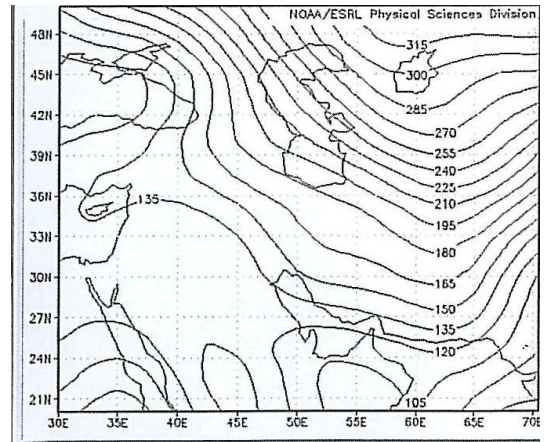 NOAA/ESRL Physical Sciences Division
48N
45N
42N
39N
36N
33N
30N
27N
24N
21N
315
300
285
270
255
240
225
210
195
180
165
150
135
120
105
135
30E 35E 40E 45E 50E 55E 60E 65E 70E